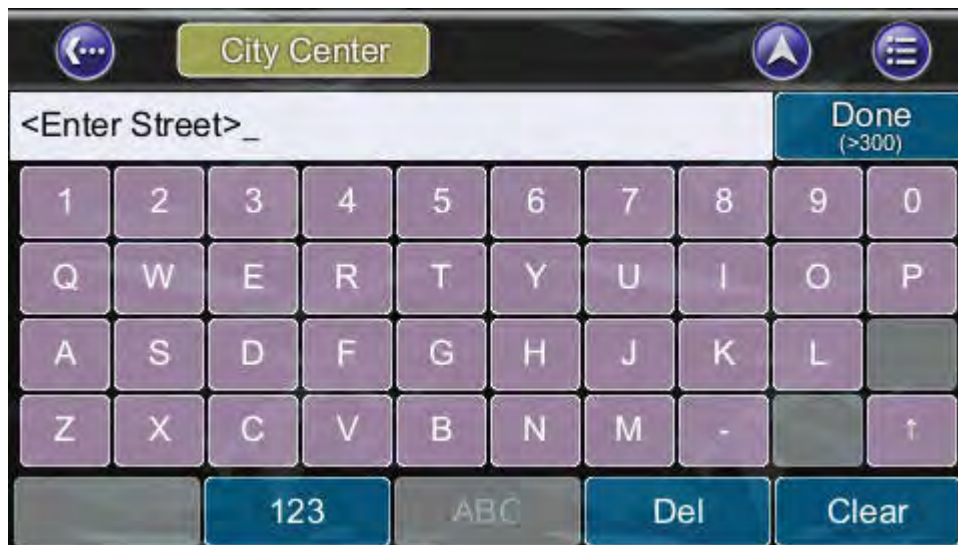 City Center
<Enter Street>_
Done
(>300)
1 2 3 4 5 6 7 8 9 0
Q W E R T Y U I O P
A S D F G H J K L
Z X C V B N M - ↑
123 ABC Del Clear